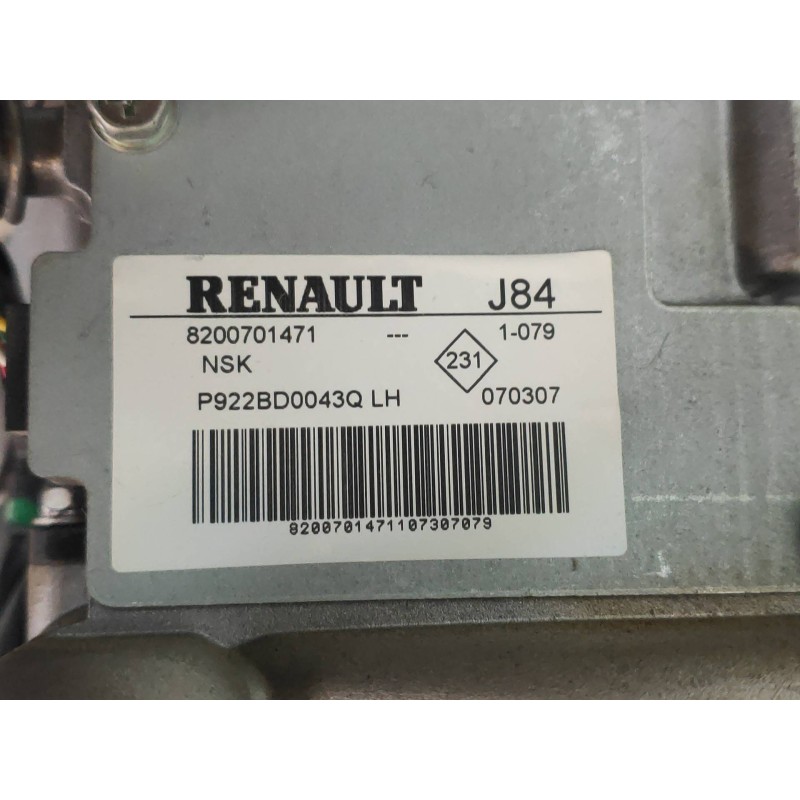 RENAULT J84
8200701471 --- 1-079
NSK 231
P922BD0043Q LH 070307
8200701471107307079